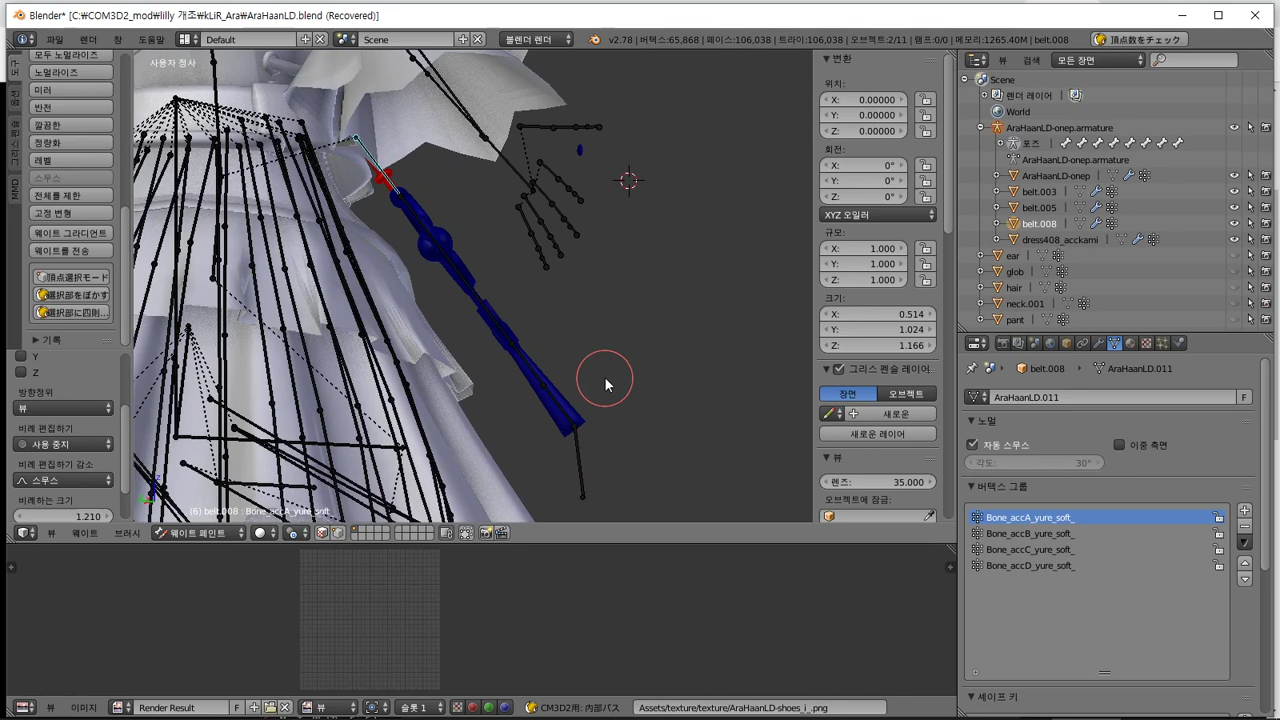 Blender* [C:₩COM3D2_mod₩lilly 개조₩kLiR_Ara₩AraHaanLD.blend (Recovered)]
파일 렌더 창 도움말 Default Scene 블렌더 렌더 v2.78 | 버텍스:65,868 | 페이스:106,038 | 트라이:106,038 | 오브젝트:2/11 | 램프:0/0 | 메모리:1265.40M | belt.008 頂点数をチェック
모두 노멀라이즈
노멀라이즈
미러
반전
깔끔한
정량화
레벨
스무스
전체를 제한
고정 변형
웨이트 그라디언트
웨이트를 전송
頂点選択モード
選択部をぼかす
選択部に四則...
기록
Y
Z
방향정위
뷰
비례 편집하기
사용 중지
비례 편집하기 감소
스무스
비례하는 크기
1.210
MMD
사용자 정사
(6) belt.008 : Bone_accA_yure_soft_
변환
위치:
X: 0.00000
Y: 0.00000
Z: 0.00000
회전:
X: 0°
Y: 0°
Z: 0°
XYZ 오일러
규모:
X: 1.000
Y: 1.000
Z: 1.000
크기:
X: 0.514
Y: 1.024
Z: 1.166
그리스 펜슬 레이어
장면 오브젝트
새로운
새로운 레이어
뷰
렌즈: 35.000
오브젝트에 잠금:
뷰 웨이트 브러시 웨이트 페인트
뷰 검색 모든 장면
Scene
렌더 레이어
World
AraHaanLD-onep.armature
포즈
AraHaanLD-onep.armature
AraHaanLD-onep
belt.003
belt.005
belt.008
dress408_acckami
ear
glob
hair
neck.001
pant
belt.008 AraHaanLD.011
AraHaanLD.011 F
노멀
자동 스무스 이중 측면
각도: 30°
버텍스 그룹
Bone_accA_yure_soft_
Bone_accB_yure_soft_
Bone_accC_yure_soft_
Bone_accD_yure_soft_
셰이프 키
뷰 이미지 Render Result F 뷰 슬롯 1 CM3D2用: 内部パス Assets/texture/texture/AraHaanLD-shoes_i_.png